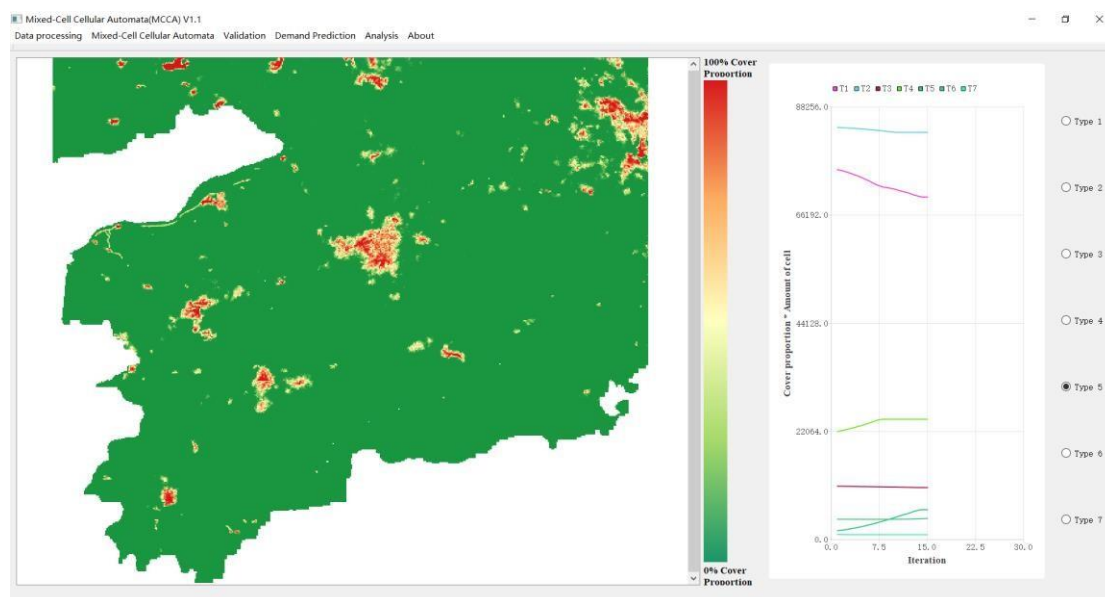 Mixed-Cell Cellular Automata(MCCA) V1.1
Data processing Mixed-Cell Cellular Automata Validation Demand Prediction Analysis About
100% Cover
Proportion
0% Cover
Proportion
T1 T2 T3 T4 T5 T6 T7
88256.0
66192.0
44128.0
22064.0
0.0
Cover proportion * Amount of cell
0.0 7.5 15.0 22.5 30.0
Iteration
Type 1
Type 2
Type 3
Type 4
Type 5
Type 6
Type 7